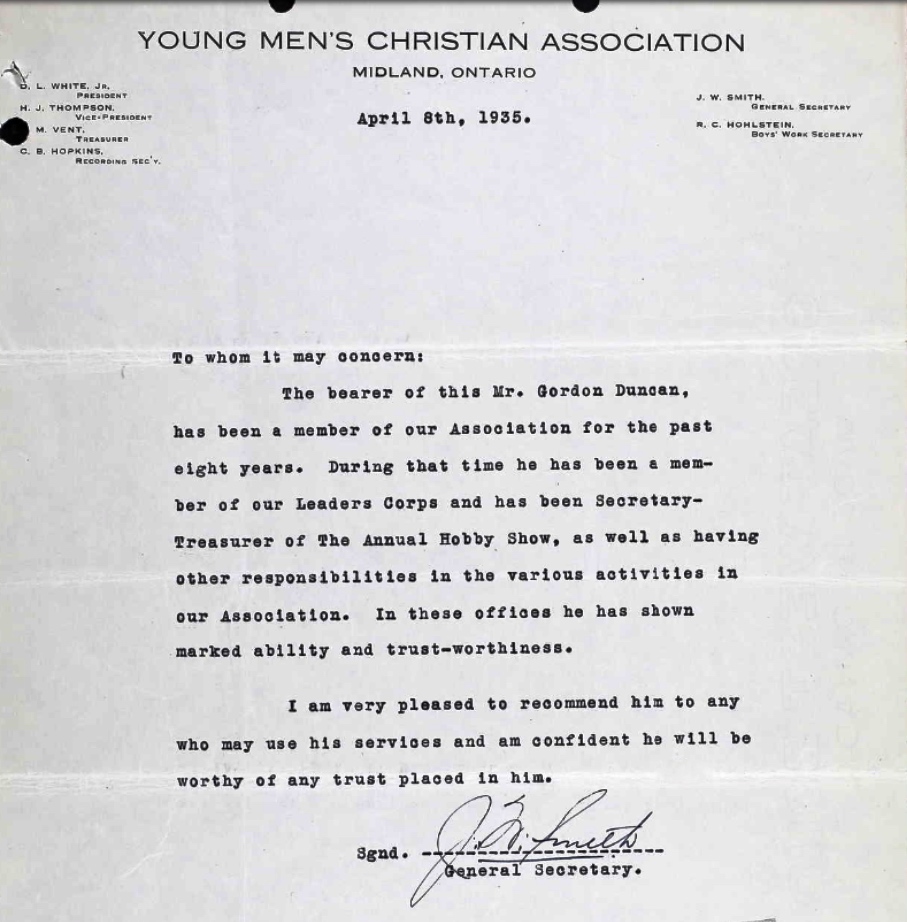 YOUNG MEN'S CHRISTIAN ASSOCIATION
MIDLAND, ONTARIO
D. L. WHITE, JR.
PRESIDENT
H. J. THOMPSON,
VICE-PRESIDENT
M. VENT,
TREASURER
C. B. HOPKINS,
RECORDING SEC'Y.
April 8th, 1935.
J. W. SMITH,
GENERAL SECRETARY
R. C. HOHLSTEIN,
BOYS' WORK SECRETARY
To whom it may concern:
The bearer of this Mr. Gordon Duncan,
has been a member of our Association for the past
eight years. During that time he has been a mem-
ber of our Leaders Corps and has been Secretary-
Treasurer of The Annual Hobby Show, as well as having
other responsibilities in the various activities in
our Association. In these offices he has shown
marked ability and trust-worthiness.
I am very pleased to recommend him to any
who may use his services and am confident he will be
worthy of any trust placed in him.
Sgnd. J. W. Smith
General Secretary.